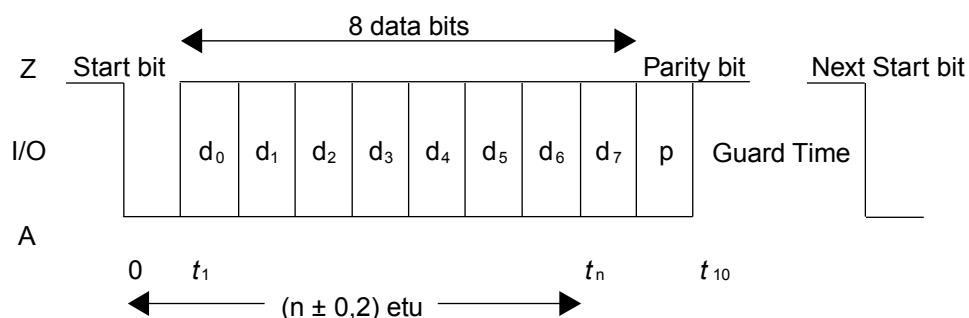 8 data bits
Z Start bit Parity bit Next Start bit
I/O d0 d1 d2 d3 d4 d5 d6 d7 p Guard Time
A
0 t1 tn t10
(n ± 0,2) etu